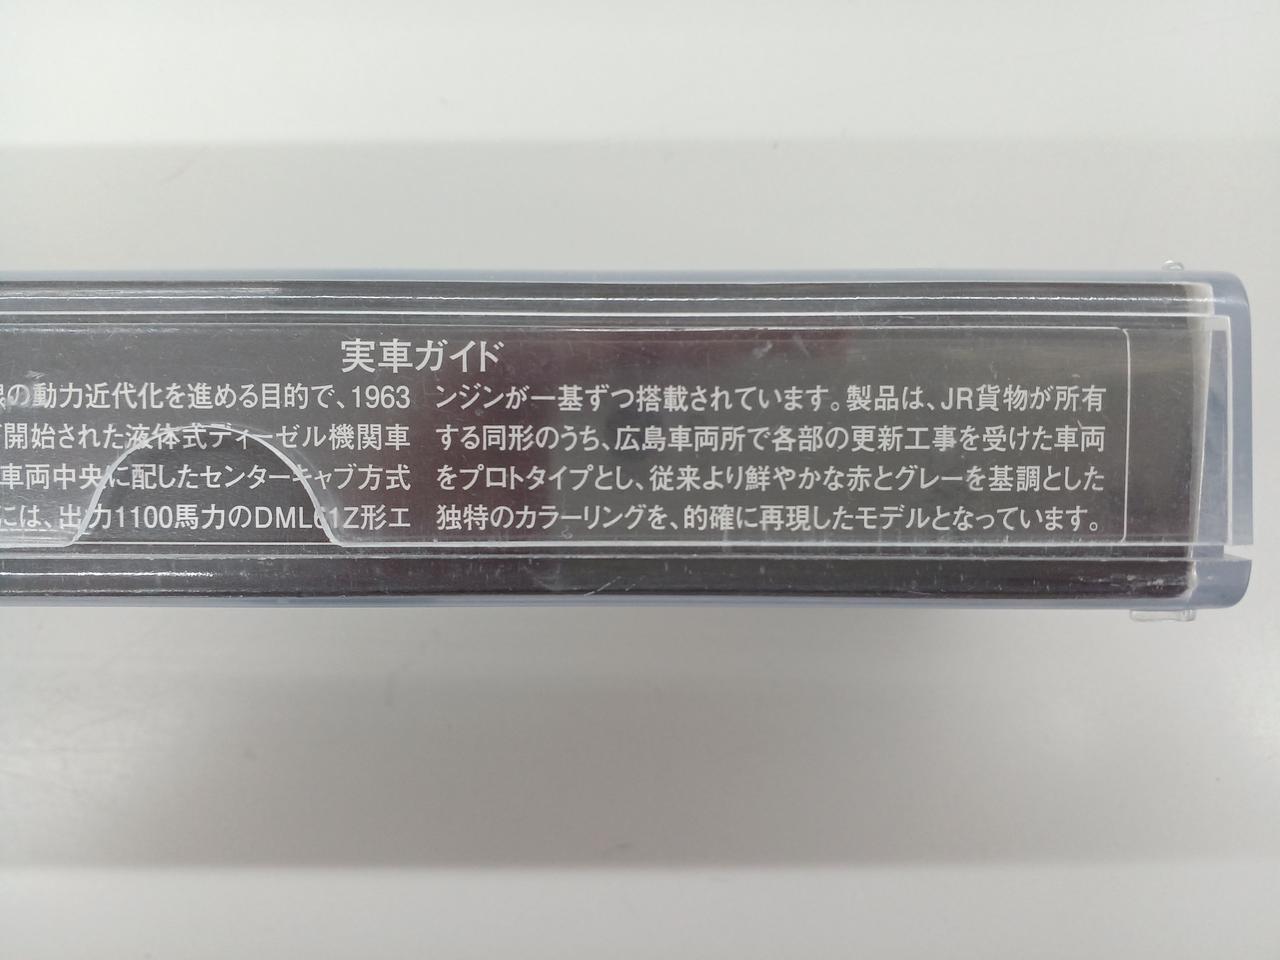 実車ガイド
の動力近代化を進める目的で、1963
開始された液体式ディーゼル機関車
車両中央に配したセンターキャブ方式
には、出力1100馬力のDML61Z形エ
ンジンが一基ずつ搭載されています。製品は、JR貨物が所有
する同形のうち、広島車両所で各部の更新工事を受けた車両
をプロトタイプとし、従来より鮮やかな赤とグレーを基調とした
独特のカラーリングを、的確に再現したモデルとなっています。